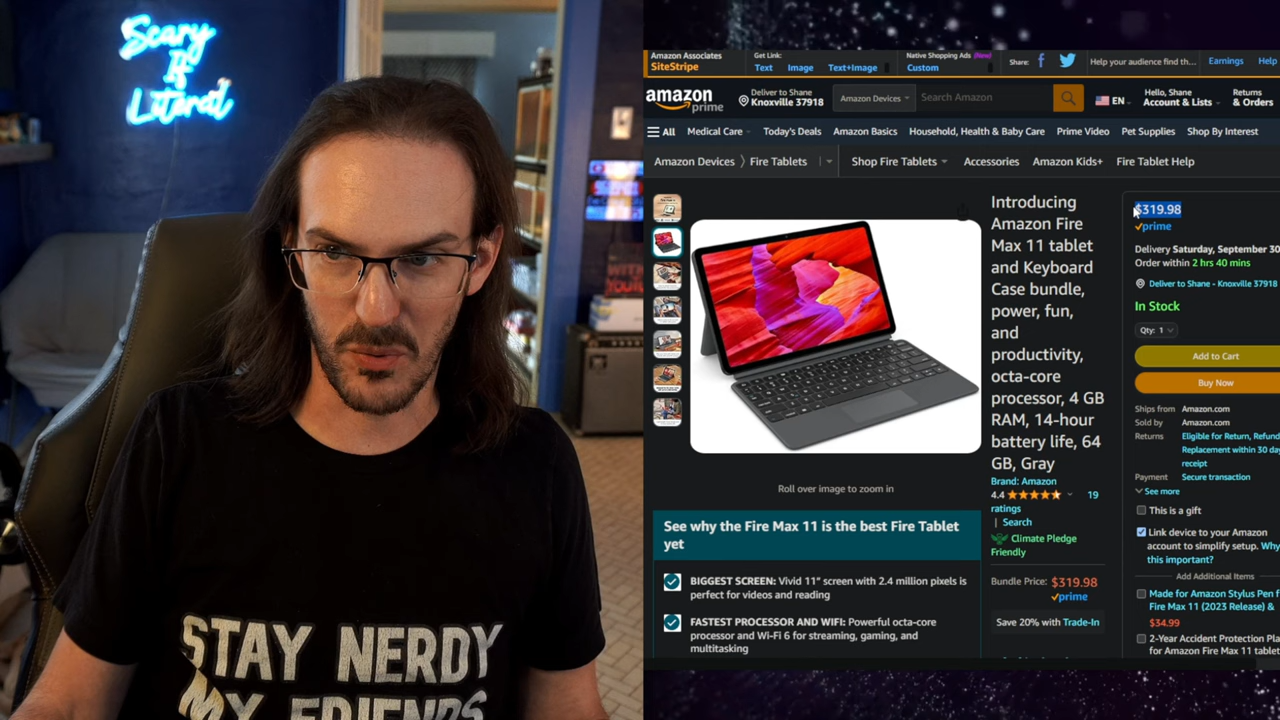 Scary
Is
Literal
STAY NERDY
MY FRIENDS
Amazon Associates
SiteStripe
Get Link:
Text Image Text+Image
Native Shopping Ads (New)
Custom
Share:
Help your audience find th...
Earnings Help
amazon
prime
Deliver to Shane
Knoxville 37918
Amazon Devices
Search Amazon
EN
Hello, Shane
Account & Lists
Returns
& Orders
All Medical Care Today's Deals Amazon Basics Household, Health & Baby Care Prime Video Pet Supplies Shop By Interest
Amazon Devices 〉 Fire Tablets Shop Fire Tablets Accessories Amazon Kids+ Fire Tablet Help
Roll over image to zoom in
See why the Fire Max 11 is the best Fire Tablet
yet
BIGGEST SCREEN: Vivid 11" screen with 2.4 million pixels is
perfect for videos and reading
FASTEST PROCESSOR AND WIFI: Powerful octa-core
processor and Wi-Fi 6 for streaming, gaming, and
multitasking
Introducing
Amazon Fire
Max 11 tablet
and Keyboard
Case bundle,
power, fun,
and
productivity,
octa-core
processor, 4 GB
RAM, 14-hour
battery life, 64
GB, Gray
Brand: Amazon
4.4 19
ratings
| Search
Climate Pledge
Friendly
Bundle Price: $319.98
prime
Save 20% with Trade-In
$319.98
prime
Delivery Saturday, September 30
Order within 2 hrs 40 mins
Deliver to Shane - Knoxville 37918
In Stock
Qty: 1
Add to Cart
Buy Now
Ships from Amazon.com
Sold by Amazon.com
Returns Eligible for Return, Refund
Replacement within 30 da
receipt
Payment Secure transaction
See more
This is a gift
Link device to your Amazon
account to simplify setup. Why
this important?
Add Additional Items
Made for Amazon Stylus Pen f
Fire Max 11 (2023 Release) &
$34.99
2-Year Accident Protection Pla
for Amazon Fire Max 11 tablet